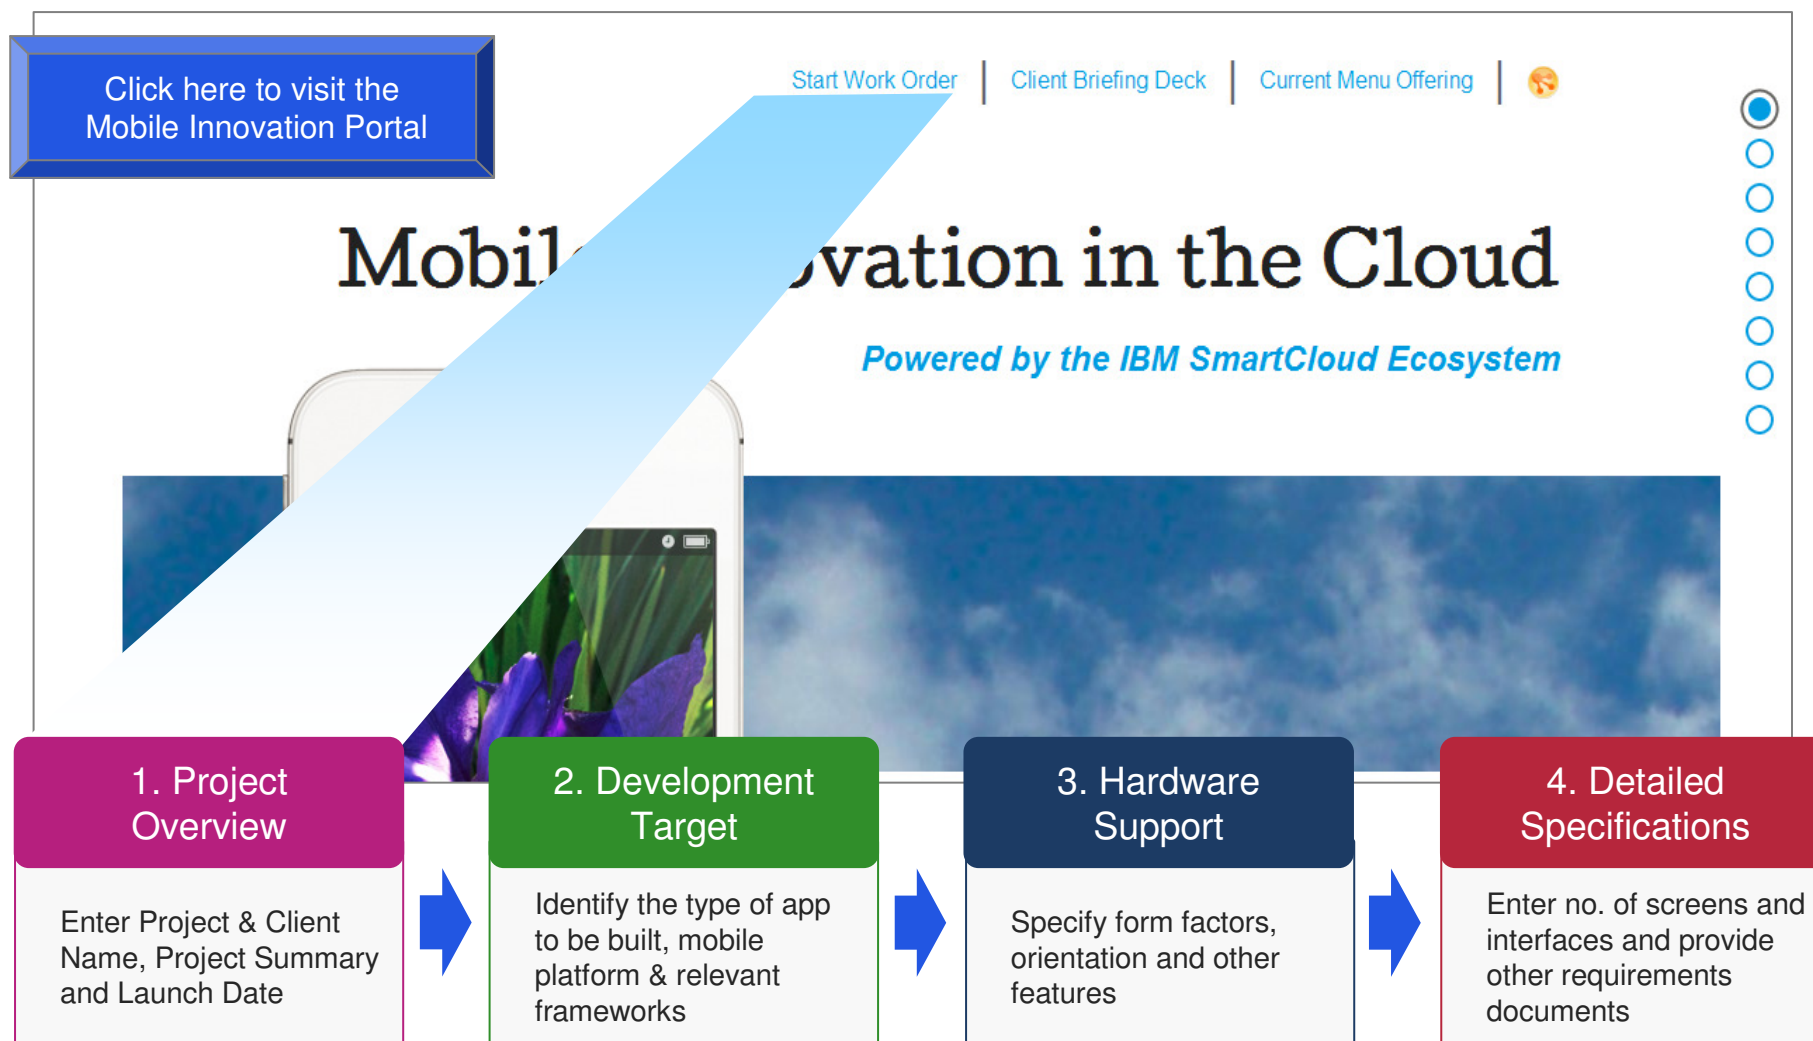 Click here to visit the
Mobile Innovation Portal
Start Work Order
Client Briefing Deck
Current Menu Offering
in the Cloud
Powered by the IBM SmartCloud Ecosystem
1. Project
Overview
Enter Project & Client
Name, Project Summary
and Launch Date
2. Development
Target
Identify the type of app
to be built, mobile
platform & relevant
frameworks
3. Hardware
Support
Specify form factors,
orientation and other
features
4. Detailed
Specifications
Enter no. of screens and
interfaces and provide
other requirements
documents